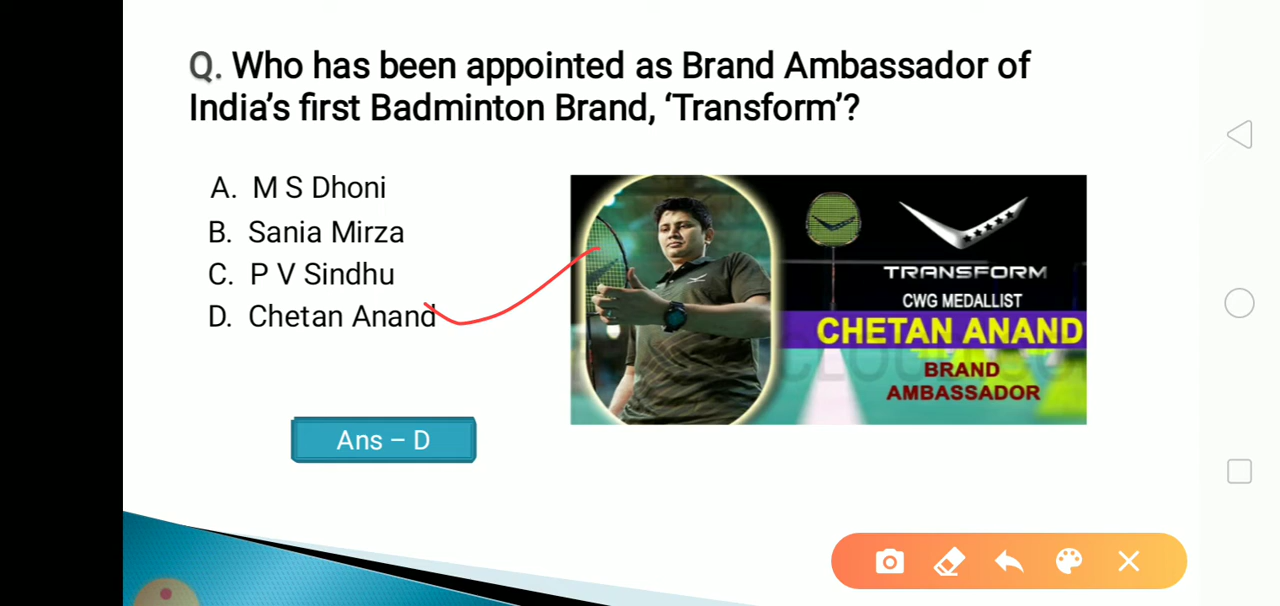 Q. Who has been appointed as Brand Ambassador of
India’s first Badminton Brand, ‘Transform’?
A. M S Dhoni
B. Sania Mirza
C. P V Sindhu
D. Chetan Anand
Ans – D
TRANSFORM
CWG MEDALLIST
CHETAN ANAND
BRAND
AMBASSADOR